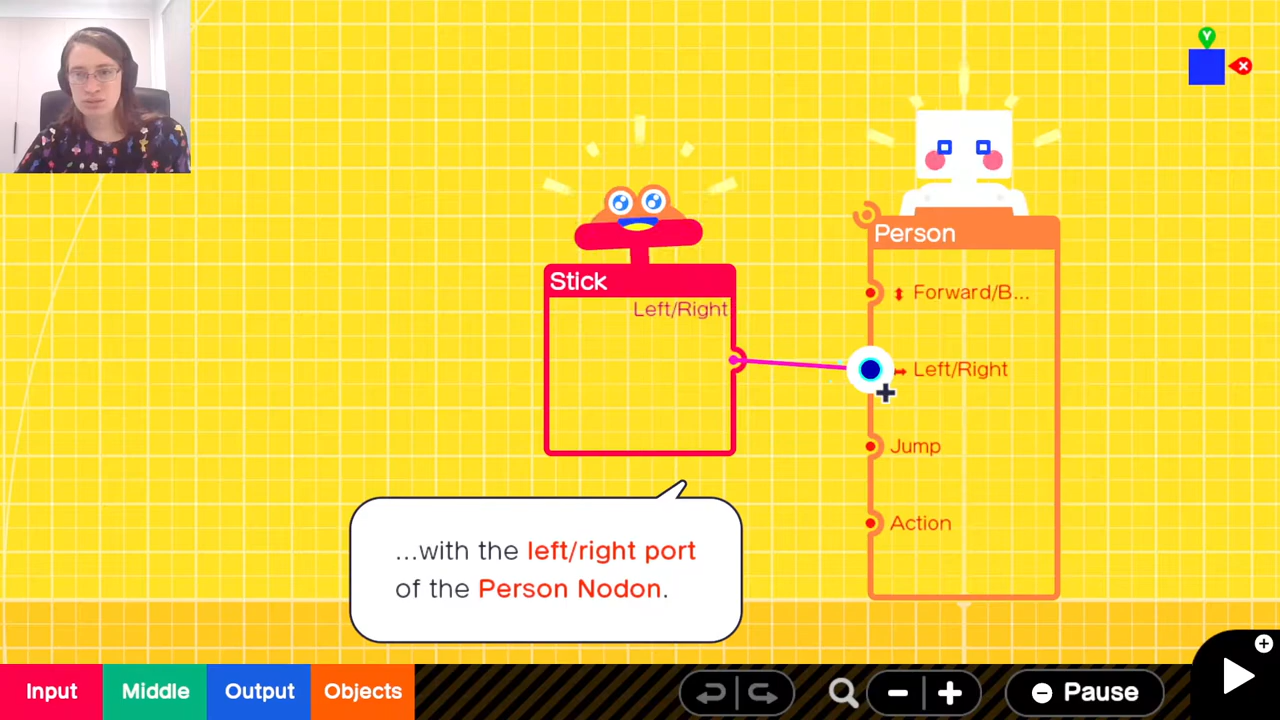 Y
X
Person
Stick
Forward/B...
Left/Right
Left/Right
Jump
Action
...with the left/right port
of the Person Nodon.
Input
Middle
Output
Objects
Pause